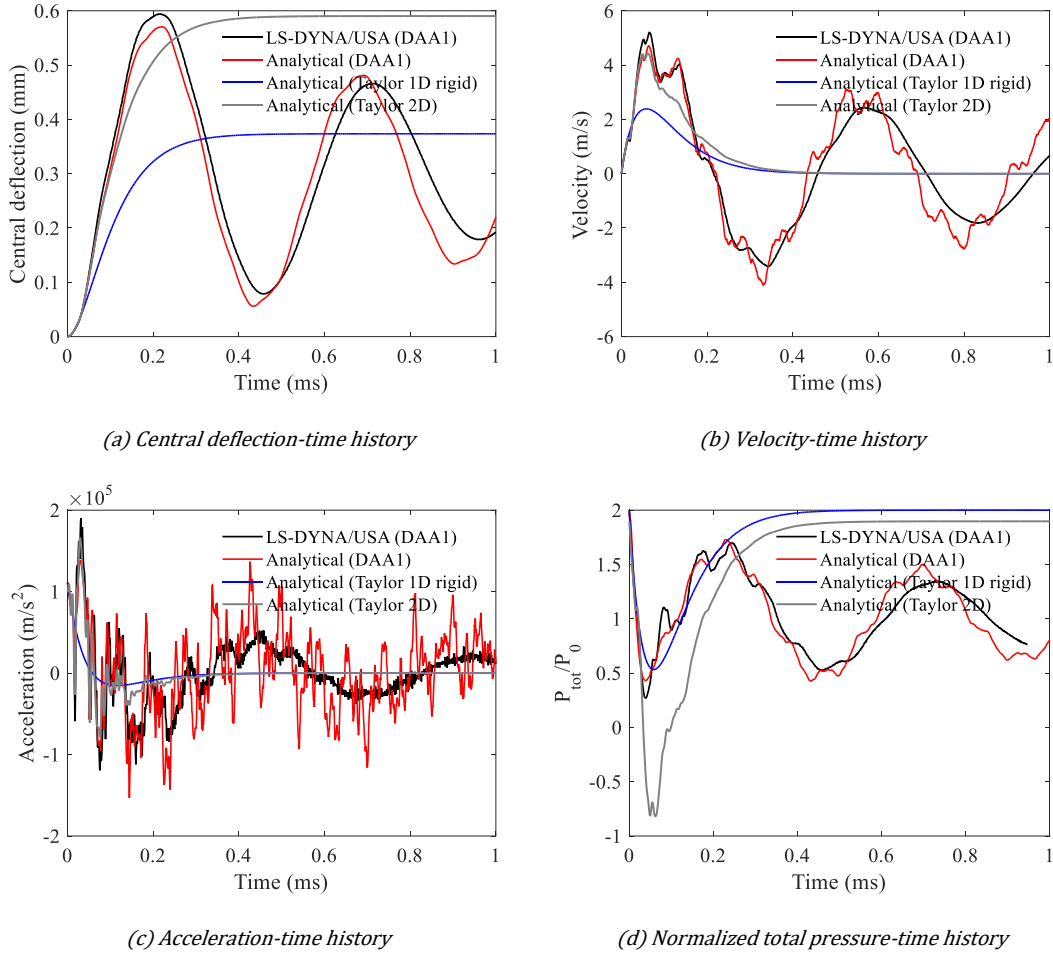 0.6
0.5
0.4
0.3
0.2
0.1
0
Central deflection (mm)
LS-DYNA/USA (DAA1)
Analytical (DAA1)
Analytical (Taylor 1D rigid)
Analytical (Taylor 2D)
0 0.2 0.4 0.6 0.8 1
Time (ms)
(a) Central deflection-time history
6
4
2
0
-2
-4
-6
Velocity (m/s)
LS-DYNA/USA (DAA1)
Analytical (DAA1)
Analytical (Taylor 1D rigid)
Analytical (Taylor 2D)
0 0.2 0.4 0.6 0.8 1
Time (ms)
(b) Velocity-time history
×10⁵
2
1
0
-1
-2
Acceleration (m/s²)
LS-DYNA/USA (DAA1)
Analytical (DAA1)
Analytical (Taylor 1D rigid)
Analytical (Taylor 2D)
0 0.2 0.4 0.6 0.8 1
Time (ms)
(c) Acceleration-time history
2
1.5
1
0.5
0
-0.5
-1
P_tot/P_0
LS-DYNA/USA (DAA1)
Analytical (DAA1)
Analytical (Taylor 1D rigid)
Analytical (Taylor 2D)
0 0.2 0.4 0.6 0.8 1
Time (ms)
(d) Normalized total pressure-time history